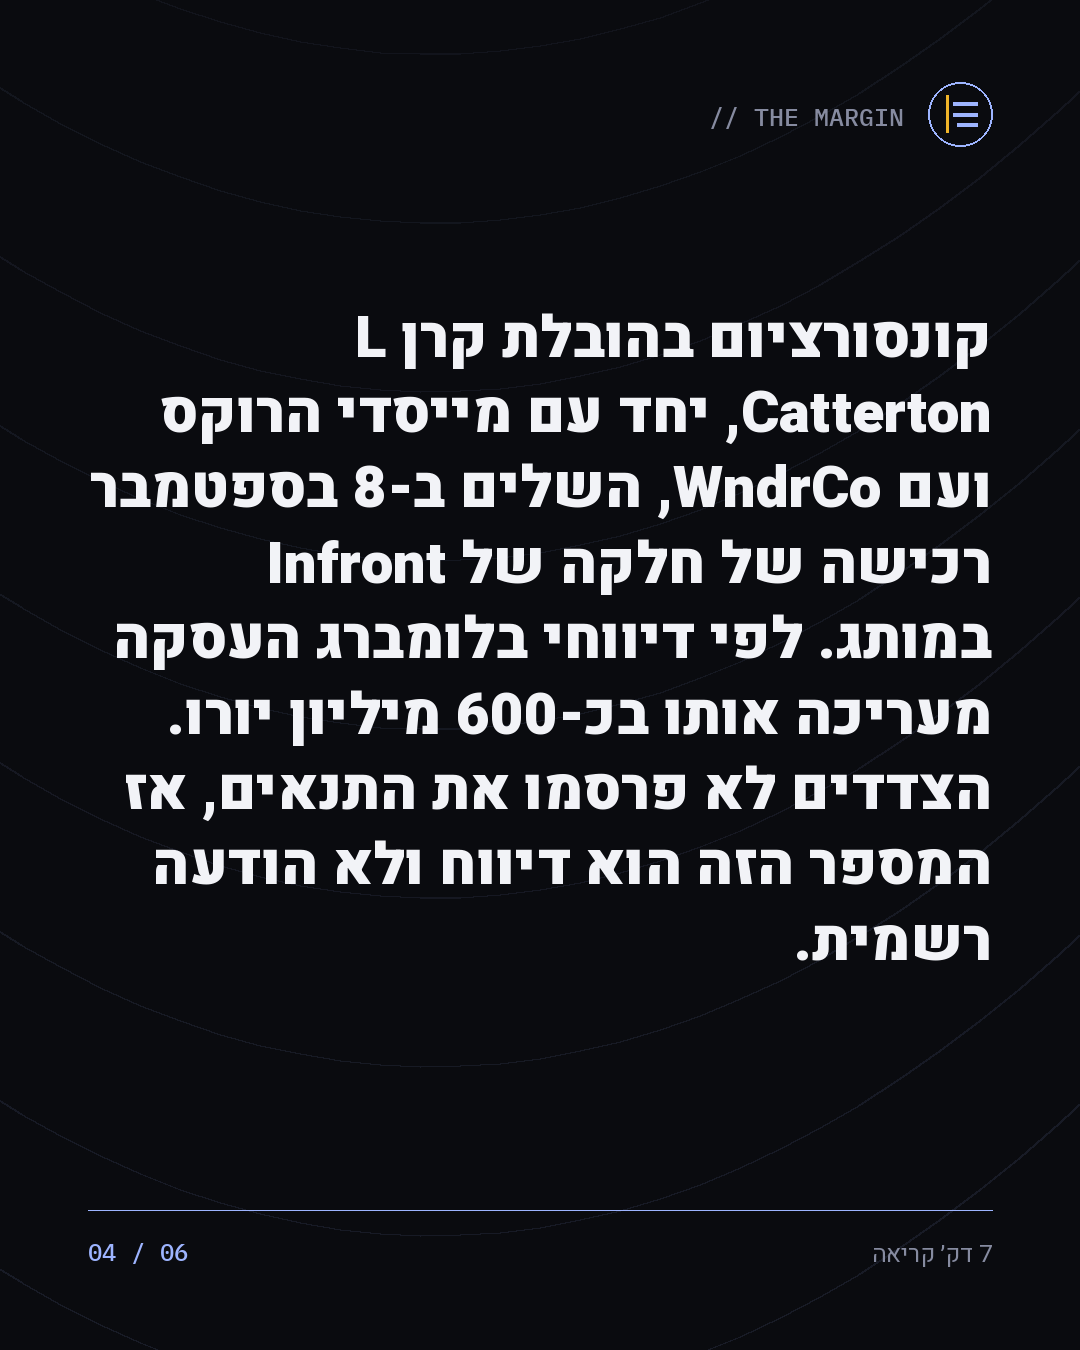 // THE MARGIN
קונסורציום בהובלת קרן L
Catterton, יחד עם מייסדי הרוקס
ועם WndrCo, השלים ב-8 בספטמבר
רכישה של חלקה של Infront
במותג. לפי דיווחי בלומברג העסקה
מעריכה אותו בכ-600 מיליון יורו.
הצדדים לא פרסמו את התנאים, אז
המספר הזה הוא דיווח ולא הודעה
רשמית.
7 דק׳ קריאה
04 / 06